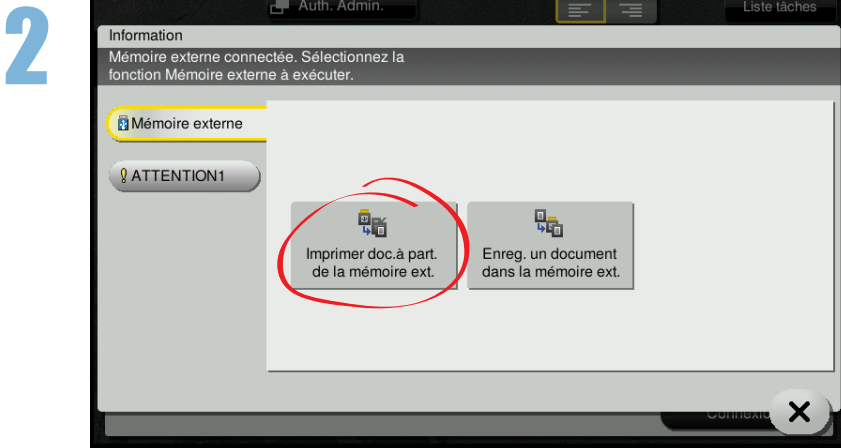 2
Auth. Admin.
Liste tâches
Information
Mémoire externe connectée. Sélectionnez la
fonction Mémoire externe à exécuter.
Mémoire externe
ATTENTION1
Imprimer doc.à part.
de la mémoire ext.
Enreg. un document
dans la mémoire ext.